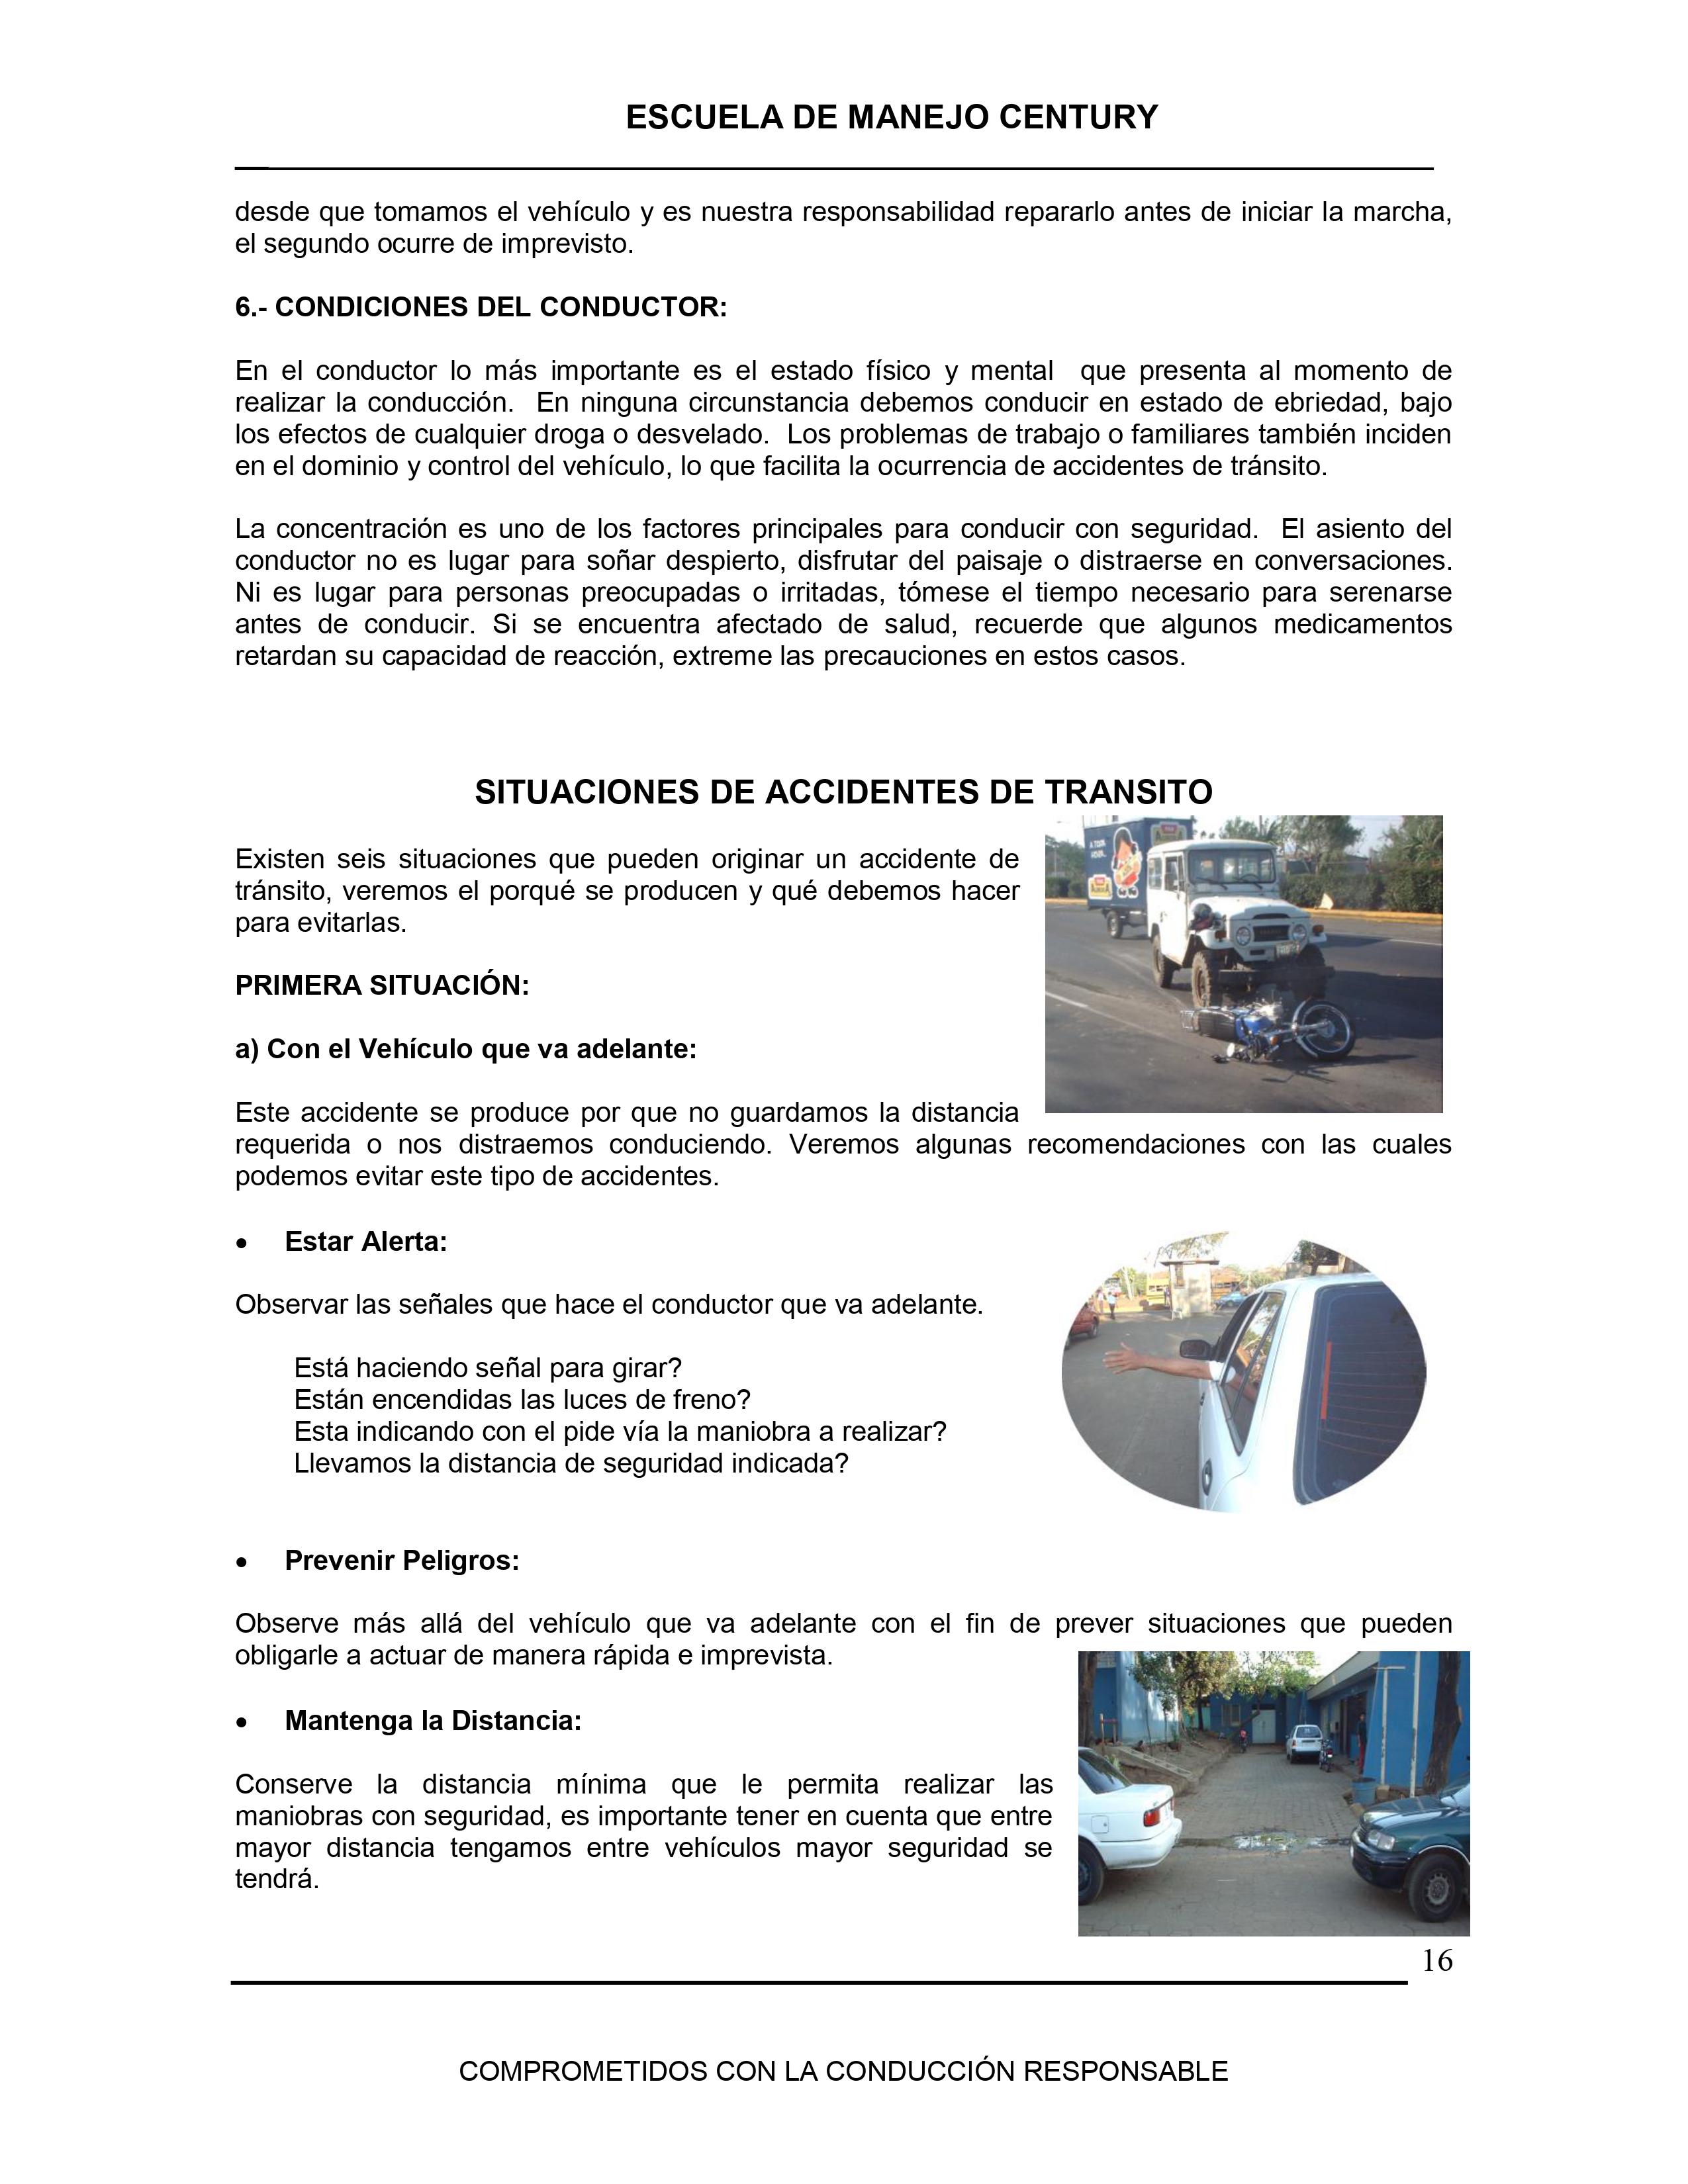 ESCUELA DE MANEJO CENTURY
desde que tomamos el vehículo y es nuestra responsabilidad repararlo antes de iniciar la marcha,
el segundo ocurre de imprevisto.
6.- CONDICIONES DEL CONDUCTOR:
En el conductor lo más importante es el estado físico y mental que presenta al momento de
realizar la conducción. En ninguna circunstancia debemos conducir en estado de ebriedad, bajo
los efectos de cualquier droga o desvelado. Los problemas de trabajo o familiares también inciden
en el dominio y control del vehículo, lo que facilita la ocurrencia de accidentes de tránsito.
La concentración es uno de los factores principales para conducir con seguridad. El asiento del
conductor no es lugar para soñar despierto, disfrutar del paisaje o distraerse en conversaciones.
Ni es lugar para personas preocupadas o irritadas, tómese el tiempo necesario para serenarse
antes de conducir. Si se encuentra afectado de salud, recuerde que algunos medicamentos
retardan su capacidad de reacción, extreme las precauciones en estos casos.
SITUACIONES DE ACCIDENTES DE TRANSITO
Existen seis situaciones que pueden originar un accidente de
tránsito, veremos el porqué se producen y qué debemos hacer
para evitarlas.
PRIMERA SITUACIÓN:
a) Con el Vehículo que va adelante:
Este accidente se produce por que no guardamos la distancia
requerida o nos distraemos conduciendo. Veremos algunas recomendaciones con las cuales
podemos evitar este tipo de accidentes.
• Estar Alerta:
Observar las señales que hace el conductor que va adelante.
Está haciendo señal para girar?
Están encendidas las luces de freno?
Esta indicando con el pide vía la maniobra a realizar?
Llevamos la distancia de seguridad indicada?
• Prevenir Peligros:
Observe más allá del vehículo que va adelante con el fin de prever situaciones que pueden
obligarle a actuar de manera rápida e imprevista.
• Mantenga la Distancia:
Conserve la distancia mínima que le permita realizar las
maniobras con seguridad, es importante tener en cuenta que entre
mayor distancia tengamos entre vehículos mayor seguridad se
tendrá.
16
COMPROMETIDOS CON LA CONDUCCIÓN RESPONSABLE